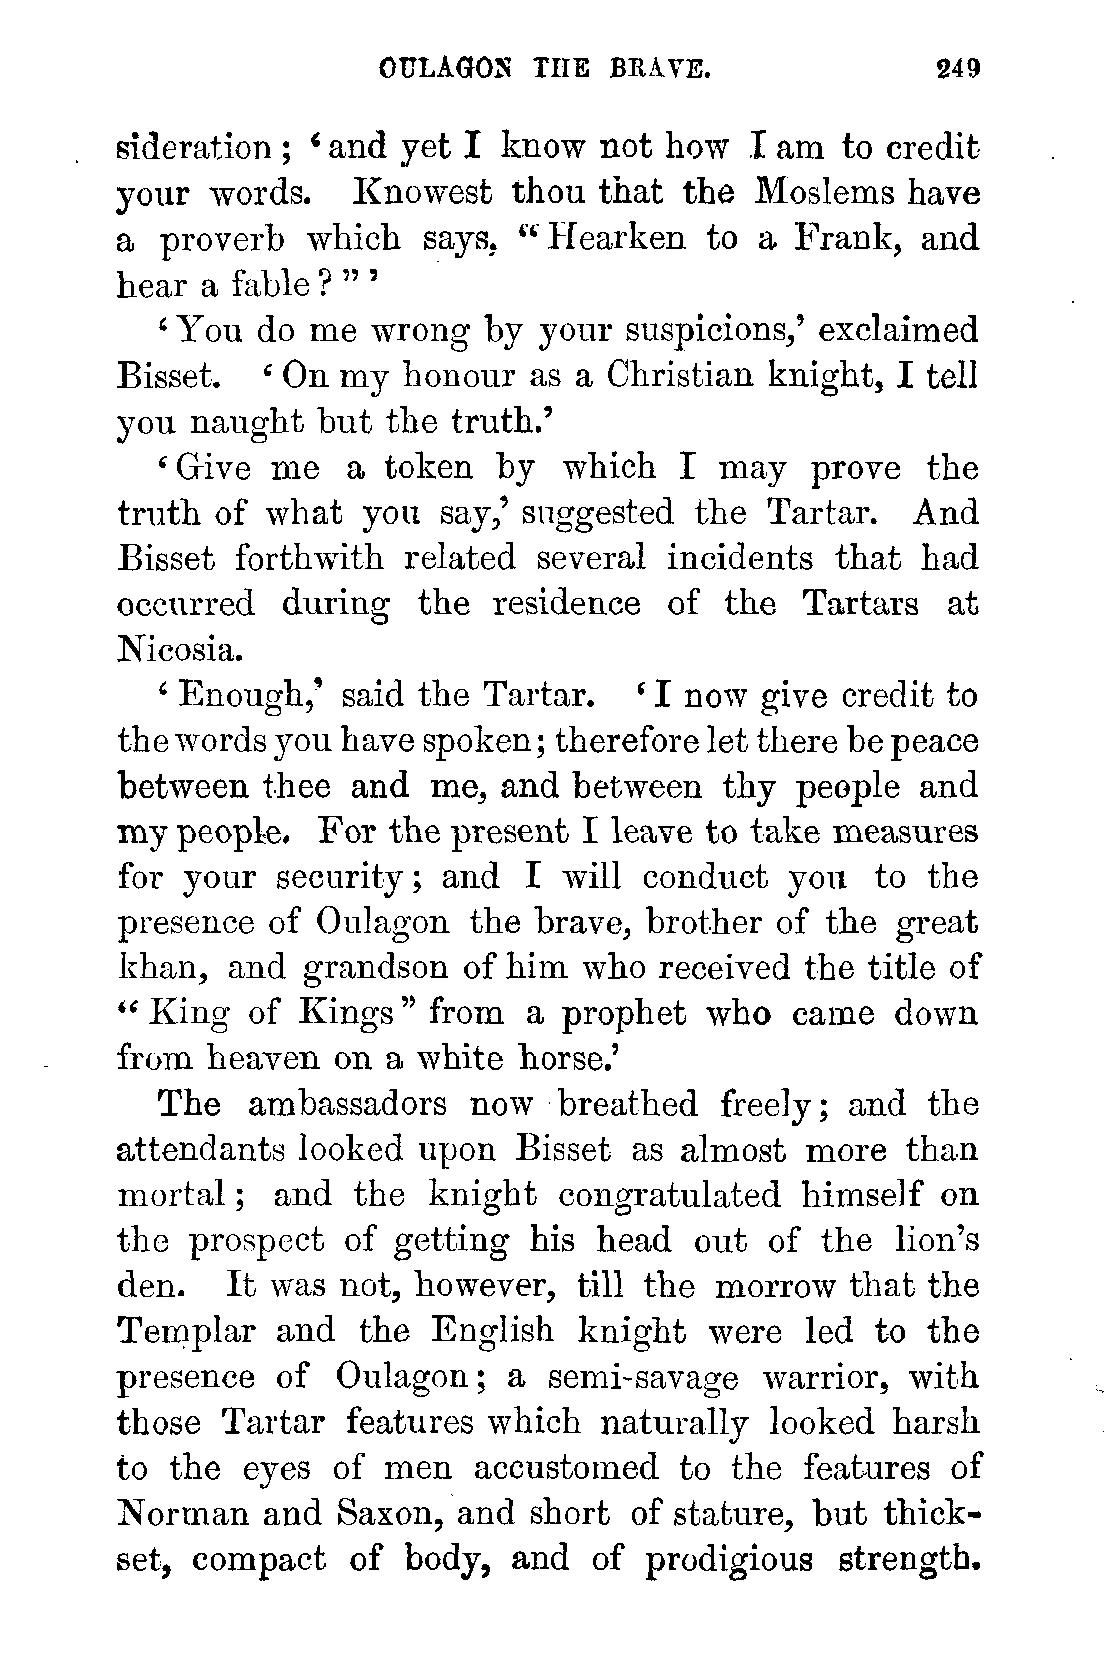 OULAGON THE BRAVE. 249
sideration; ‘and yet I know not how I am to credit
your words. Knowest thou that the Moslems have
a proverb which says, “Hearken to a Frank, and
hear a fable?”’
‘You do me wrong by your suspicions,’ exclaimed
Bisset. ‘On my honour as a Christian knight, I tell
you naught but the truth.’
‘Give me a token by which I may prove the
truth of what you say,’ suggested the Tartar. And
Bisset forthwith related several incidents that had
occurred during the residence of the Tartars at
Nicosia.
‘Enough,’ said the Tartar. ‘I now give credit to
the words you have spoken; therefore let there be peace
between thee and me, and between thy people and
my people. For the present I leave to take measures
for your security; and I will conduct you to the
presence of Oulagon the brave, brother of the great
khan, and grandson of him who received the title of
“King of Kings” from a prophet who came down
from heaven on a white horse.’
The ambassadors now breathed freely; and the
attendants looked upon Bisset as almost more than
mortal; and the knight congratulated himself on
the prospect of getting his head out of the lion’s
den. It was not, however, till the morrow that the
Templar and the English knight were led to the
presence of Oulagon; a semi-savage warrior, with
those Tartar features which naturally looked harsh
to the eyes of men accustomed to the features of
Norman and Saxon, and short of stature, but thick-
set, compact of body, and of prodigious strength.